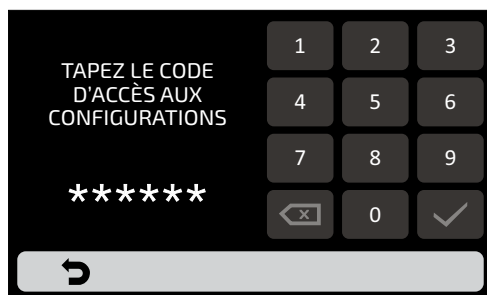 TAPEZ LE CODE
D'ACCÈS AUX
CONFIGURATIONS
******
1 2 3
4 5 6
7 8 9
0